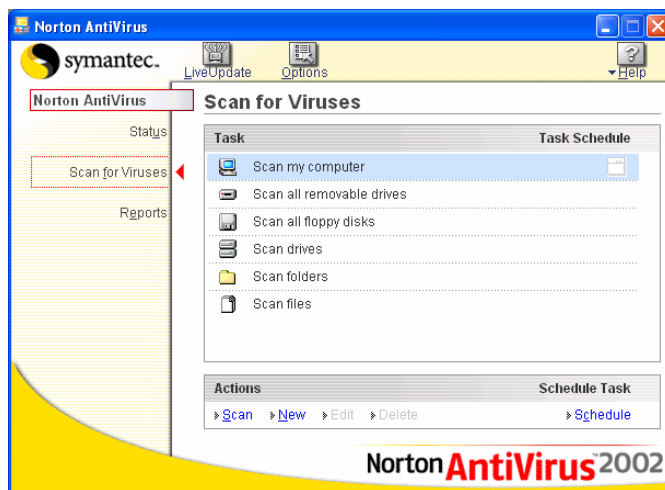 Norton AntiVirus
symantec.
LiveUpdate Options Help
Norton AntiVirus
Status
Scan for Viruses
Reports
Scan for Viruses
Task Task Schedule
Scan my computer
Scan all removable drives
Scan all floppy disks
Scan drives
Scan folders
Scan files
Actions Schedule Task
Scan New Edit Delete Schedule
Norton AntiVirus™2002